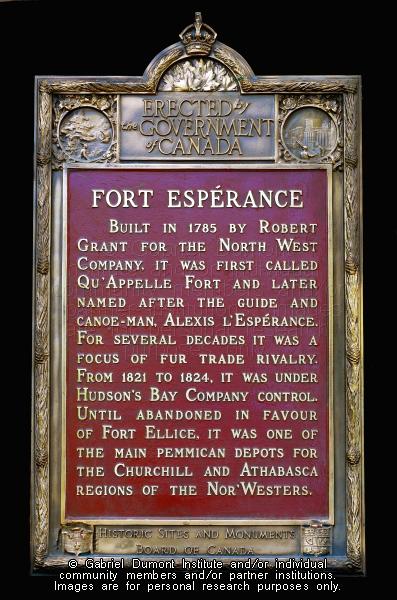 ERECTED by
the GOVERNMENT
of CANADA
FORT ESPÉRANCE
BUILT IN 1785 BY ROBERT
GRANT FOR THE NORTH WEST
COMPANY, IT WAS FIRST CALLED
QU'APPELLE FORT AND LATER
NAMED AFTER THE GUIDE AND
CANOE-MAN, ALEXIS L'ESPÉRANCE.
FOR SEVERAL DECADES IT WAS A
FOCUS OF FUR TRADE RIVALRY.
FROM 1821 TO 1824, IT WAS UNDER
HUDSON'S BAY COMPANY CONTROL.
UNTIL ABANDONED IN FAVOUR
OF FORT ELLICE, IT WAS ONE OF
THE MAIN PEMMICAN DEPOTS FOR
THE CHURCHILL AND ATHABASCA
REGIONS OF THE NOR'WESTERS.
HISTORIC SITES AND MONUMENTS
BOARD OF CANADA
© Gabriel Dumont Institute and/or individual
community members and/or partner institutions.
Images are for personal research purposes only.